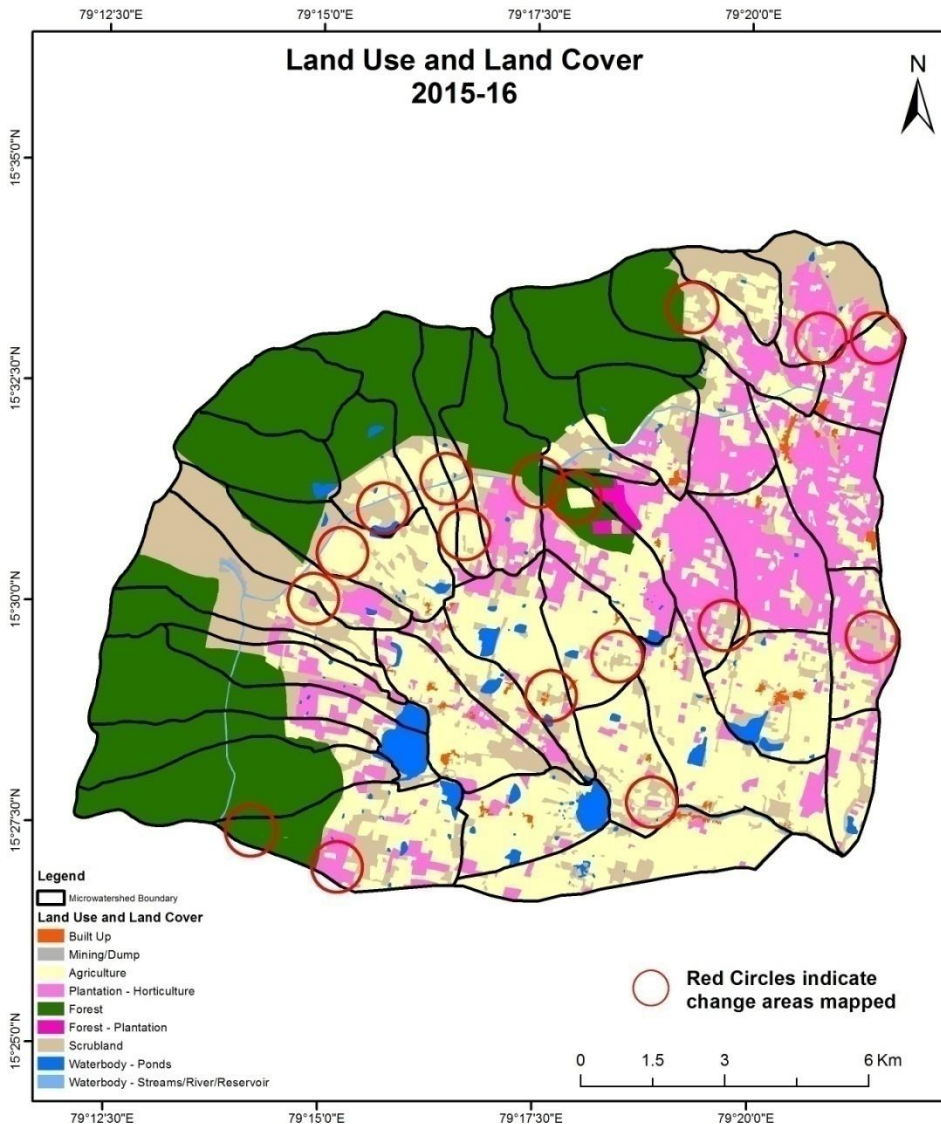 79°12'30"E 79°15'0"E 79°17'30"E 79°20'0"E
Land Use and Land Cover
2015-16
N
15°35'0"N
15°32'30"N
15°30'0"N
15°27'30"N
15°25'0"N
Legend
Microwatershed Boundary
Land Use and Land Cover
Built Up
Mining/Dump
Agriculture
Plantation - Horticulture
Forest
Forest - Plantation
Scrubland
Waterbody - Ponds
Waterbody - Streams/River/Reservoir
Red Circles indicate
change areas mapped
0 1.5 3 6 Km
79°12'30"E 79°15'0"E 79°17'30"E 79°20'0"E